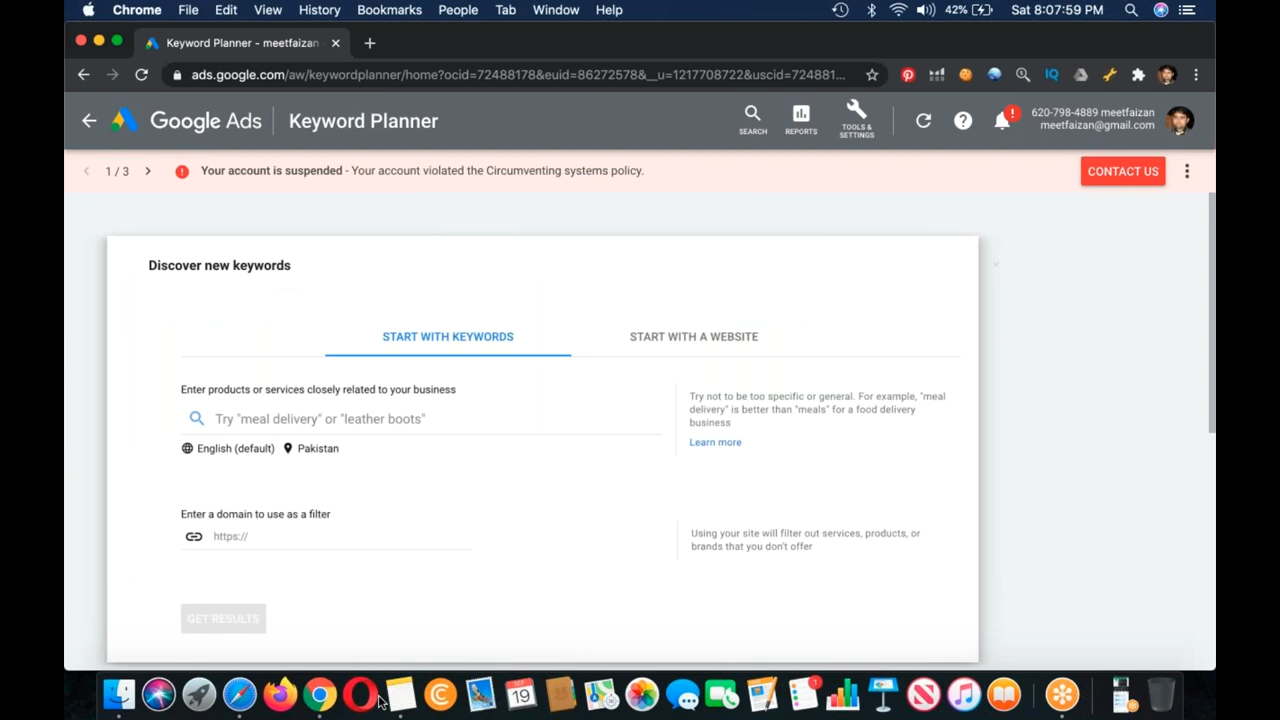 Chrome File Edit View History Bookmarks People Tab Window Help 42% Sat 8:07:59 PM
Keyword Planner - meetfaizan
ads.google.com/aw/keywordplanner/home?ocid=72488178&euid=86272578&__u=1217708722&uscid=724881...
IQ
Google Ads Keyword Planner
SEARCH REPORTS TOOLS &
SETTINGS
!
620-798-4889 meetfaizan
meetfaizan@gmail.com
1 / 3 Your account is suspended - Your account violated the Circumventing systems policy. CONTACT US
Discover new keywords
START WITH KEYWORDS START WITH A WEBSITE
Enter products or services closely related to your business
Try "meal delivery" or "leather boots"
English (default) Pakistan
Try not to be too specific or general. For example, "meal
delivery" is better than "meals" for a food delivery
business
Learn more
Enter a domain to use as a filter
https://
Using your site will filter out services, products, or
brands that you don't offer
GET RESULTS
19
1